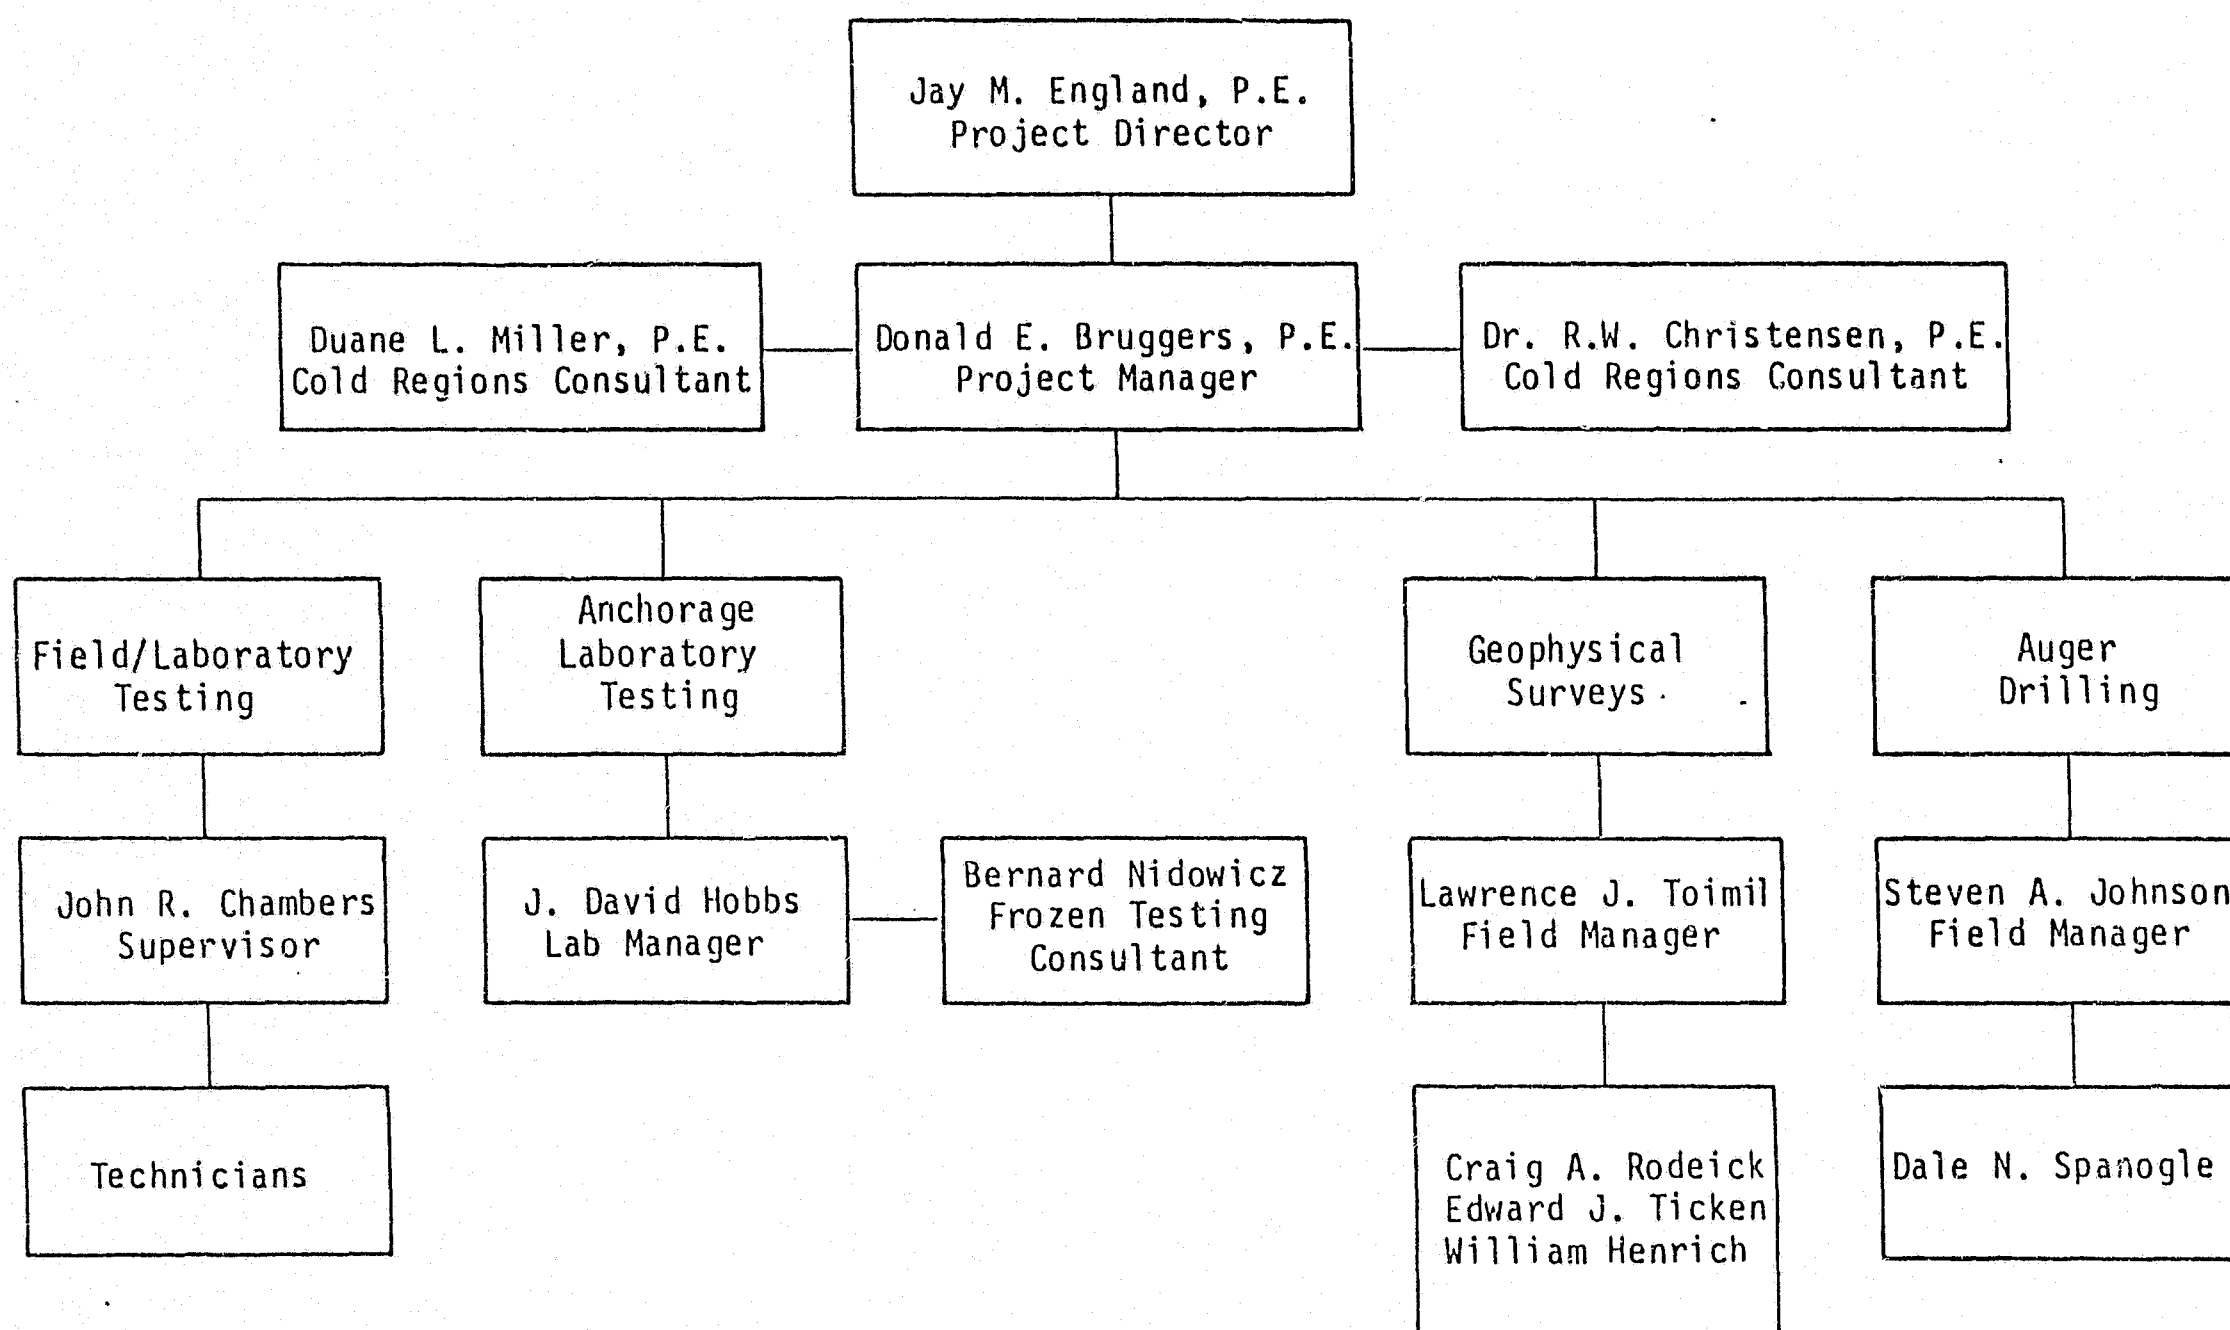 Jay M. England, P.E.
Project Director
Duane L. Miller, P.E.
Cold Regions Consultant
Donald E. Bruggers, P.E.
Project Manager
Dr. R.W. Christensen, P.E.
Cold Regions Consultant
Field/Laboratory
Testing
Anchorage
Laboratory
Testing
Geophysical
Surveys
Auger
Drilling
John R. Chambers
Supervisor
J. David Hobbs
Lab Manager
Bernard Nidowicz
Frozen Testing
Consultant
Lawrence J. Toimil
Field Manager
Steven A. Johnson
Field Manager
Technicians
Craig A. Rodeick
Edward J. Ticken
William Henrich
Dale N. Spanogle